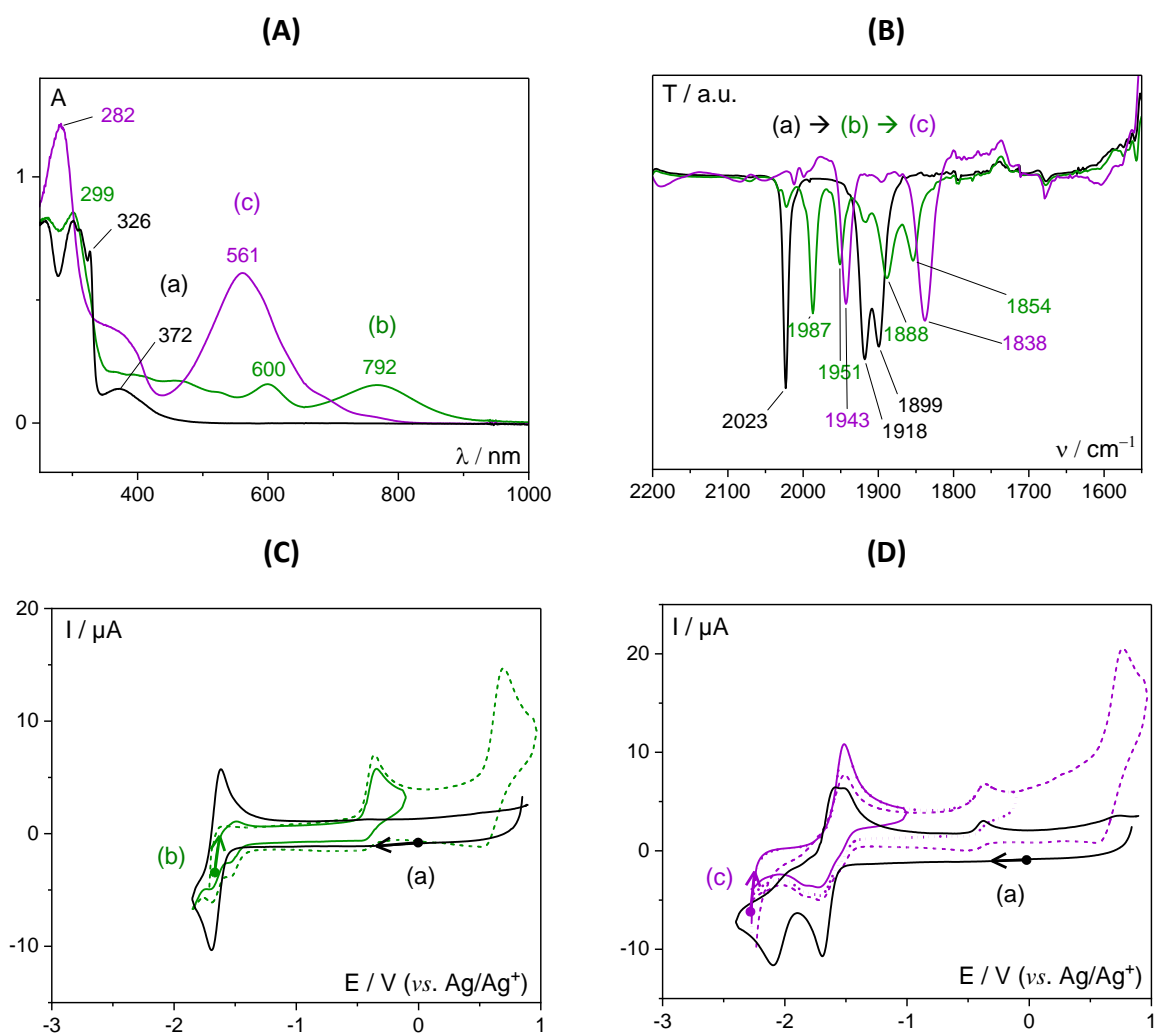 (A)
A
282
299
326
(a)
372
(c)
561
(b)
600
792
1
0
λ / nm
400
600
800
1000
(B)
T / a.u.
(a) → (b) → (c)
1987
1951
1943
2023
1918
1899
1888
1854
1838
ν / cm⁻¹
2200
2100
2000
1900
1800
1700
1600
(C)
I / µA
20
10
0
-10
(b)
(a)
E / V (vs. Ag/Ag⁺)
-3
-2
-1
0
1
(D)
I / µA
20
10
0
-10
(c)
(a)
E / V (vs. Ag/Ag⁺)
-3
-2
-1
0
1